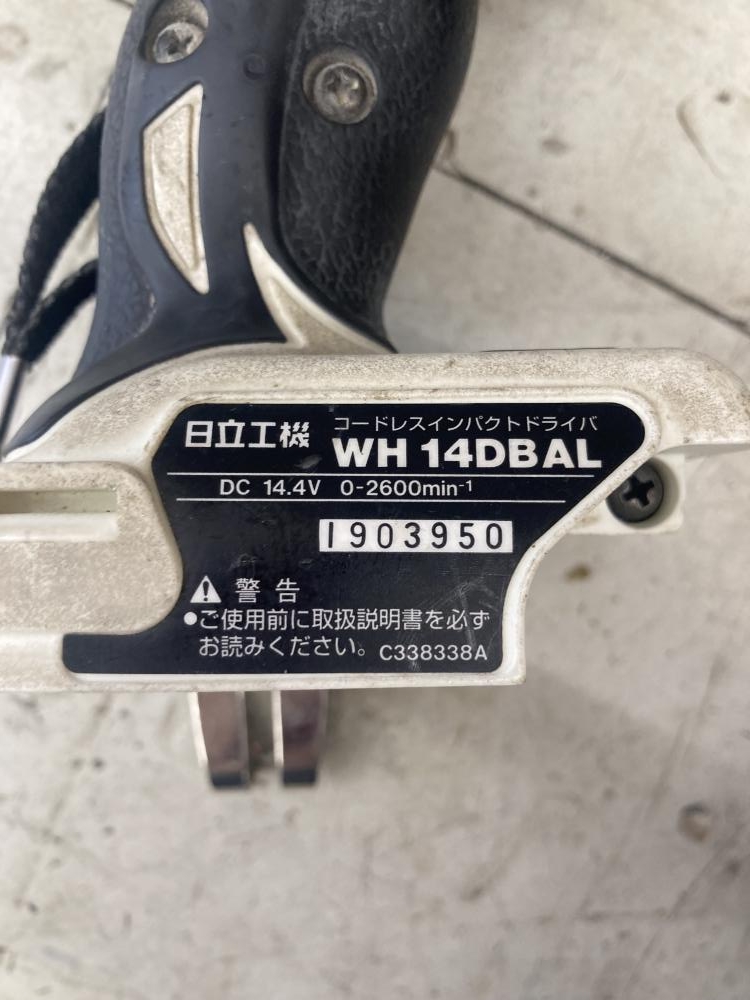 日立工機 コードレスインパクトドライバ
WH 14DBAL
DC 14.4V 0-2600min-1
I903950
警告
●ご使用前に取扱説明書を必ず
お読みください。 C338338A